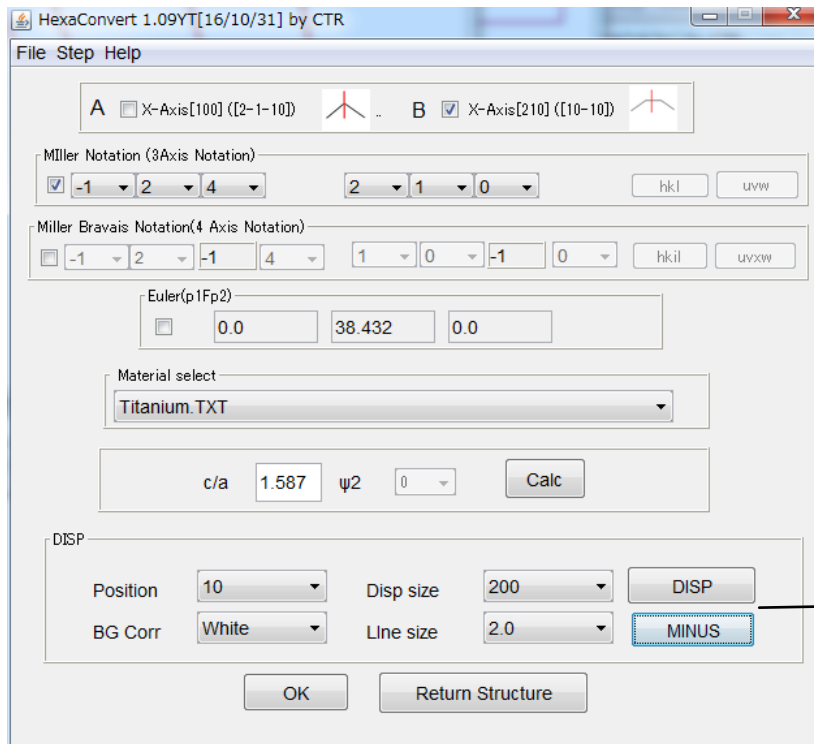 HexaConvert 1.09YT[16/10/31] by CTR
File Step Help
A X-Axis[100] ([2-1-10]) .. B X-Axis[210] ([10-10])
MIller Notation (3Axis Notation)
-1 2 4 2 1 0 hkl uvw
Miller Bravais Notation(4 Axis Notation)
-1 2 -1 4 1 0 -1 0 hkil uvxw
Euler(p1Fp2)
0.0 38.432 0.0
Material select
Titanium.TXT
c/a 1.587 ψ2 0 Calc
DISP
Position 10 Disp size 200 DISP
BG Corr White LIne size 2.0 MINUS
OK Return Structure